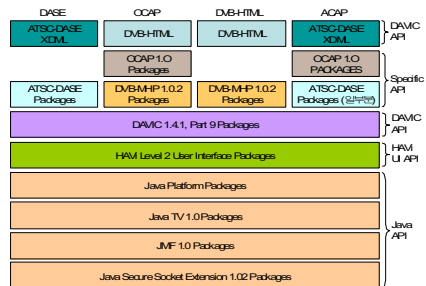 DASE
OCAP
DVB-HTML
ACAP
ATSC-DASE
XDML
DVB-HTML
DVB-HTML
ATSC-DASE
XDML
DAVIC
API
OCAP 1.0
Packages
OCAP 1.0
PACKAGES
Specific
API
ATSC-DASE
Packages
DVB-MHP 1.0.2
Packages
DVB-MHP 1.0.2
Packages
ATSC-DASE
Packages (일부분)
DAVIC 1.4.1, Part 9 Packages
DAVIC
API
HAVi Level 2 User Interface Packages
HAVi
UI API
Java Platform Packages
Java TV 1.0 Packages
Java
API
JMF 1.0 Packages
Java Secure Socket Extension 1.02 Packages